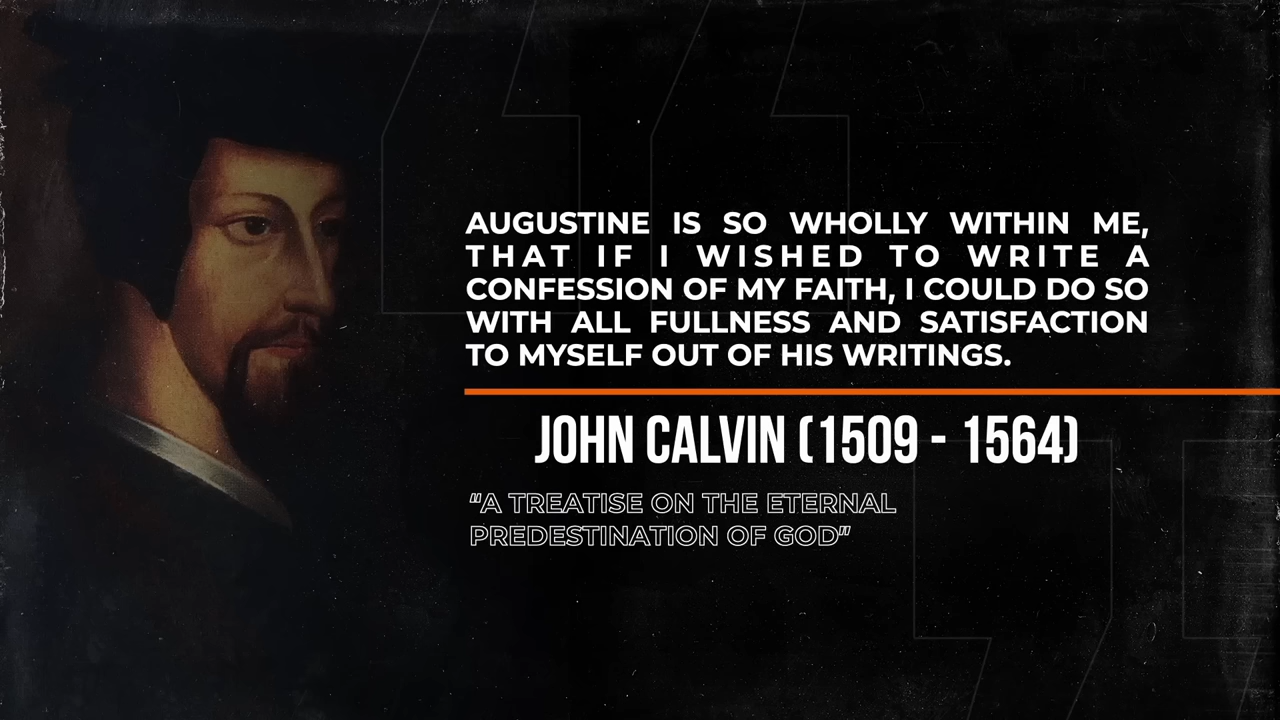 AUGUSTINE IS SO WHOLLY WITHIN ME,
THAT IF I WISHED TO WRITE A
CONFESSION OF MY FAITH, I COULD DO SO
WITH ALL FULLNESS AND SATISFACTION
TO MYSELF OUT OF HIS WRITINGS.
JOHN CALVIN (1509 - 1564)
“A TREATISE ON THE ETERNAL
PREDESTINATION OF GOD”